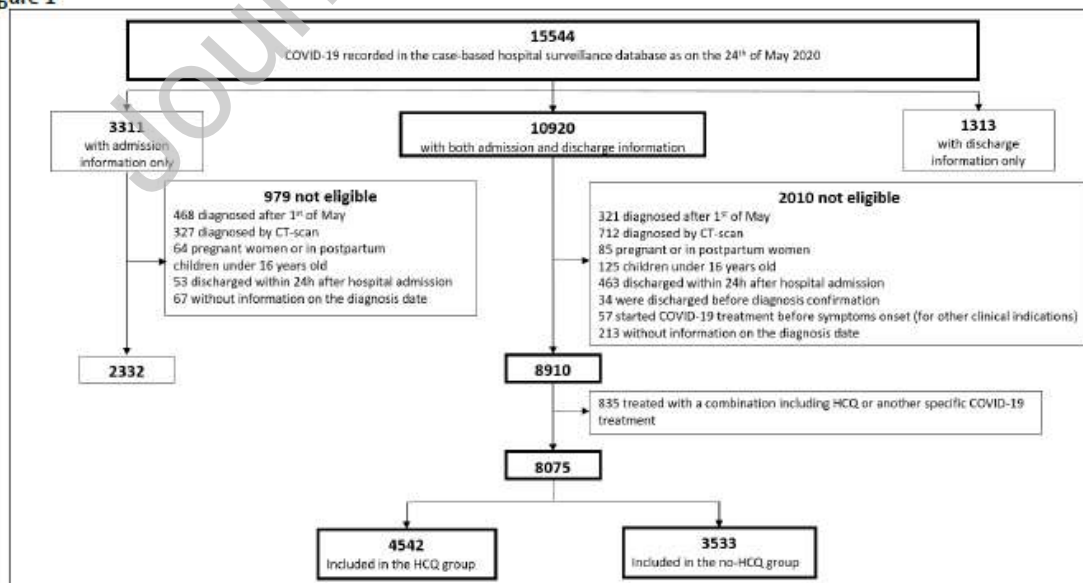 gure 1
Jour
15544
COVID-19 recorded in the case-based hospital surveillance database as on the 24th of May 2020
3311
with admission
information only
10920
with both admission and discharge information
1313
with discharge
information only
979 not eligible
468 diagnosed after 1st of May
327 diagnosed by CT-scan
64 pregnant women or in postpartum
children under 16 years old
53 discharged within 24h after hospital admission
67 without information on the diagnosis date
2010 not eligible
321 diagnosed after 1st of May
712 diagnosed by CT-scan
85 pregnant or in postpartum women
125 children under 16 years old
463 discharged within 24h after hospital admission
34 were discharged before diagnosis confirmation
57 started COVID-19 treatment before symptoms onset (for other clinical indications)
213 without information on the diagnosis date
2332
8910
835 treated with a combination including HCQ or another specific COVID-19
treatment
8075
4542
Included in the HCQ group
3533
Included in the no-HCQ group